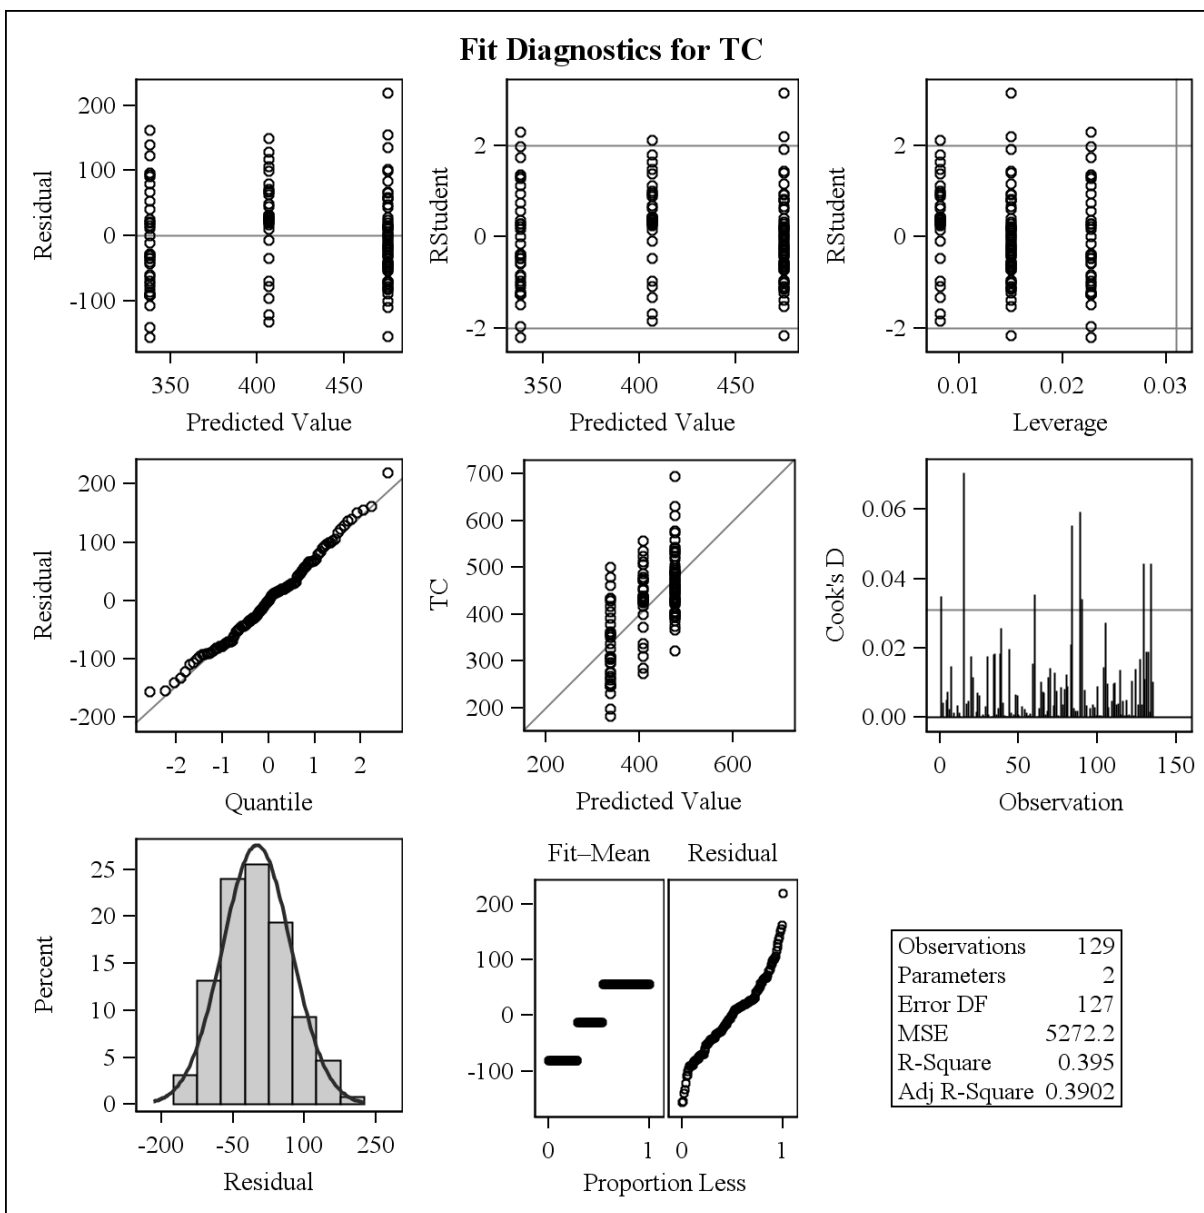 Fit Diagnostics for TC
200
100
0
-100
Residual
350 400 450
Predicted Value
2
0
-2
RStudent
350 400 450
Predicted Value
2
0
-2
RStudent
0.01 0.02 0.03
Leverage
200
100
0
-100
-200
Residual
-2 -1 0 1 2
Quantile
700
600
500
400
300
200
TC
200 400 600
Predicted Value
0.06
0.04
0.02
0.00
Cook's D
0 50 100 150
Observation
25
20
15
10
5
0
Percent
-200 -50 100 250
Residual
Fit–Mean Residual
200
100
0
-100
0 1 0 1
Proportion Less
Observations 129
Parameters 2
Error DF 127
MSE 5272.2
R-Square 0.395
Adj R-Square 0.3902